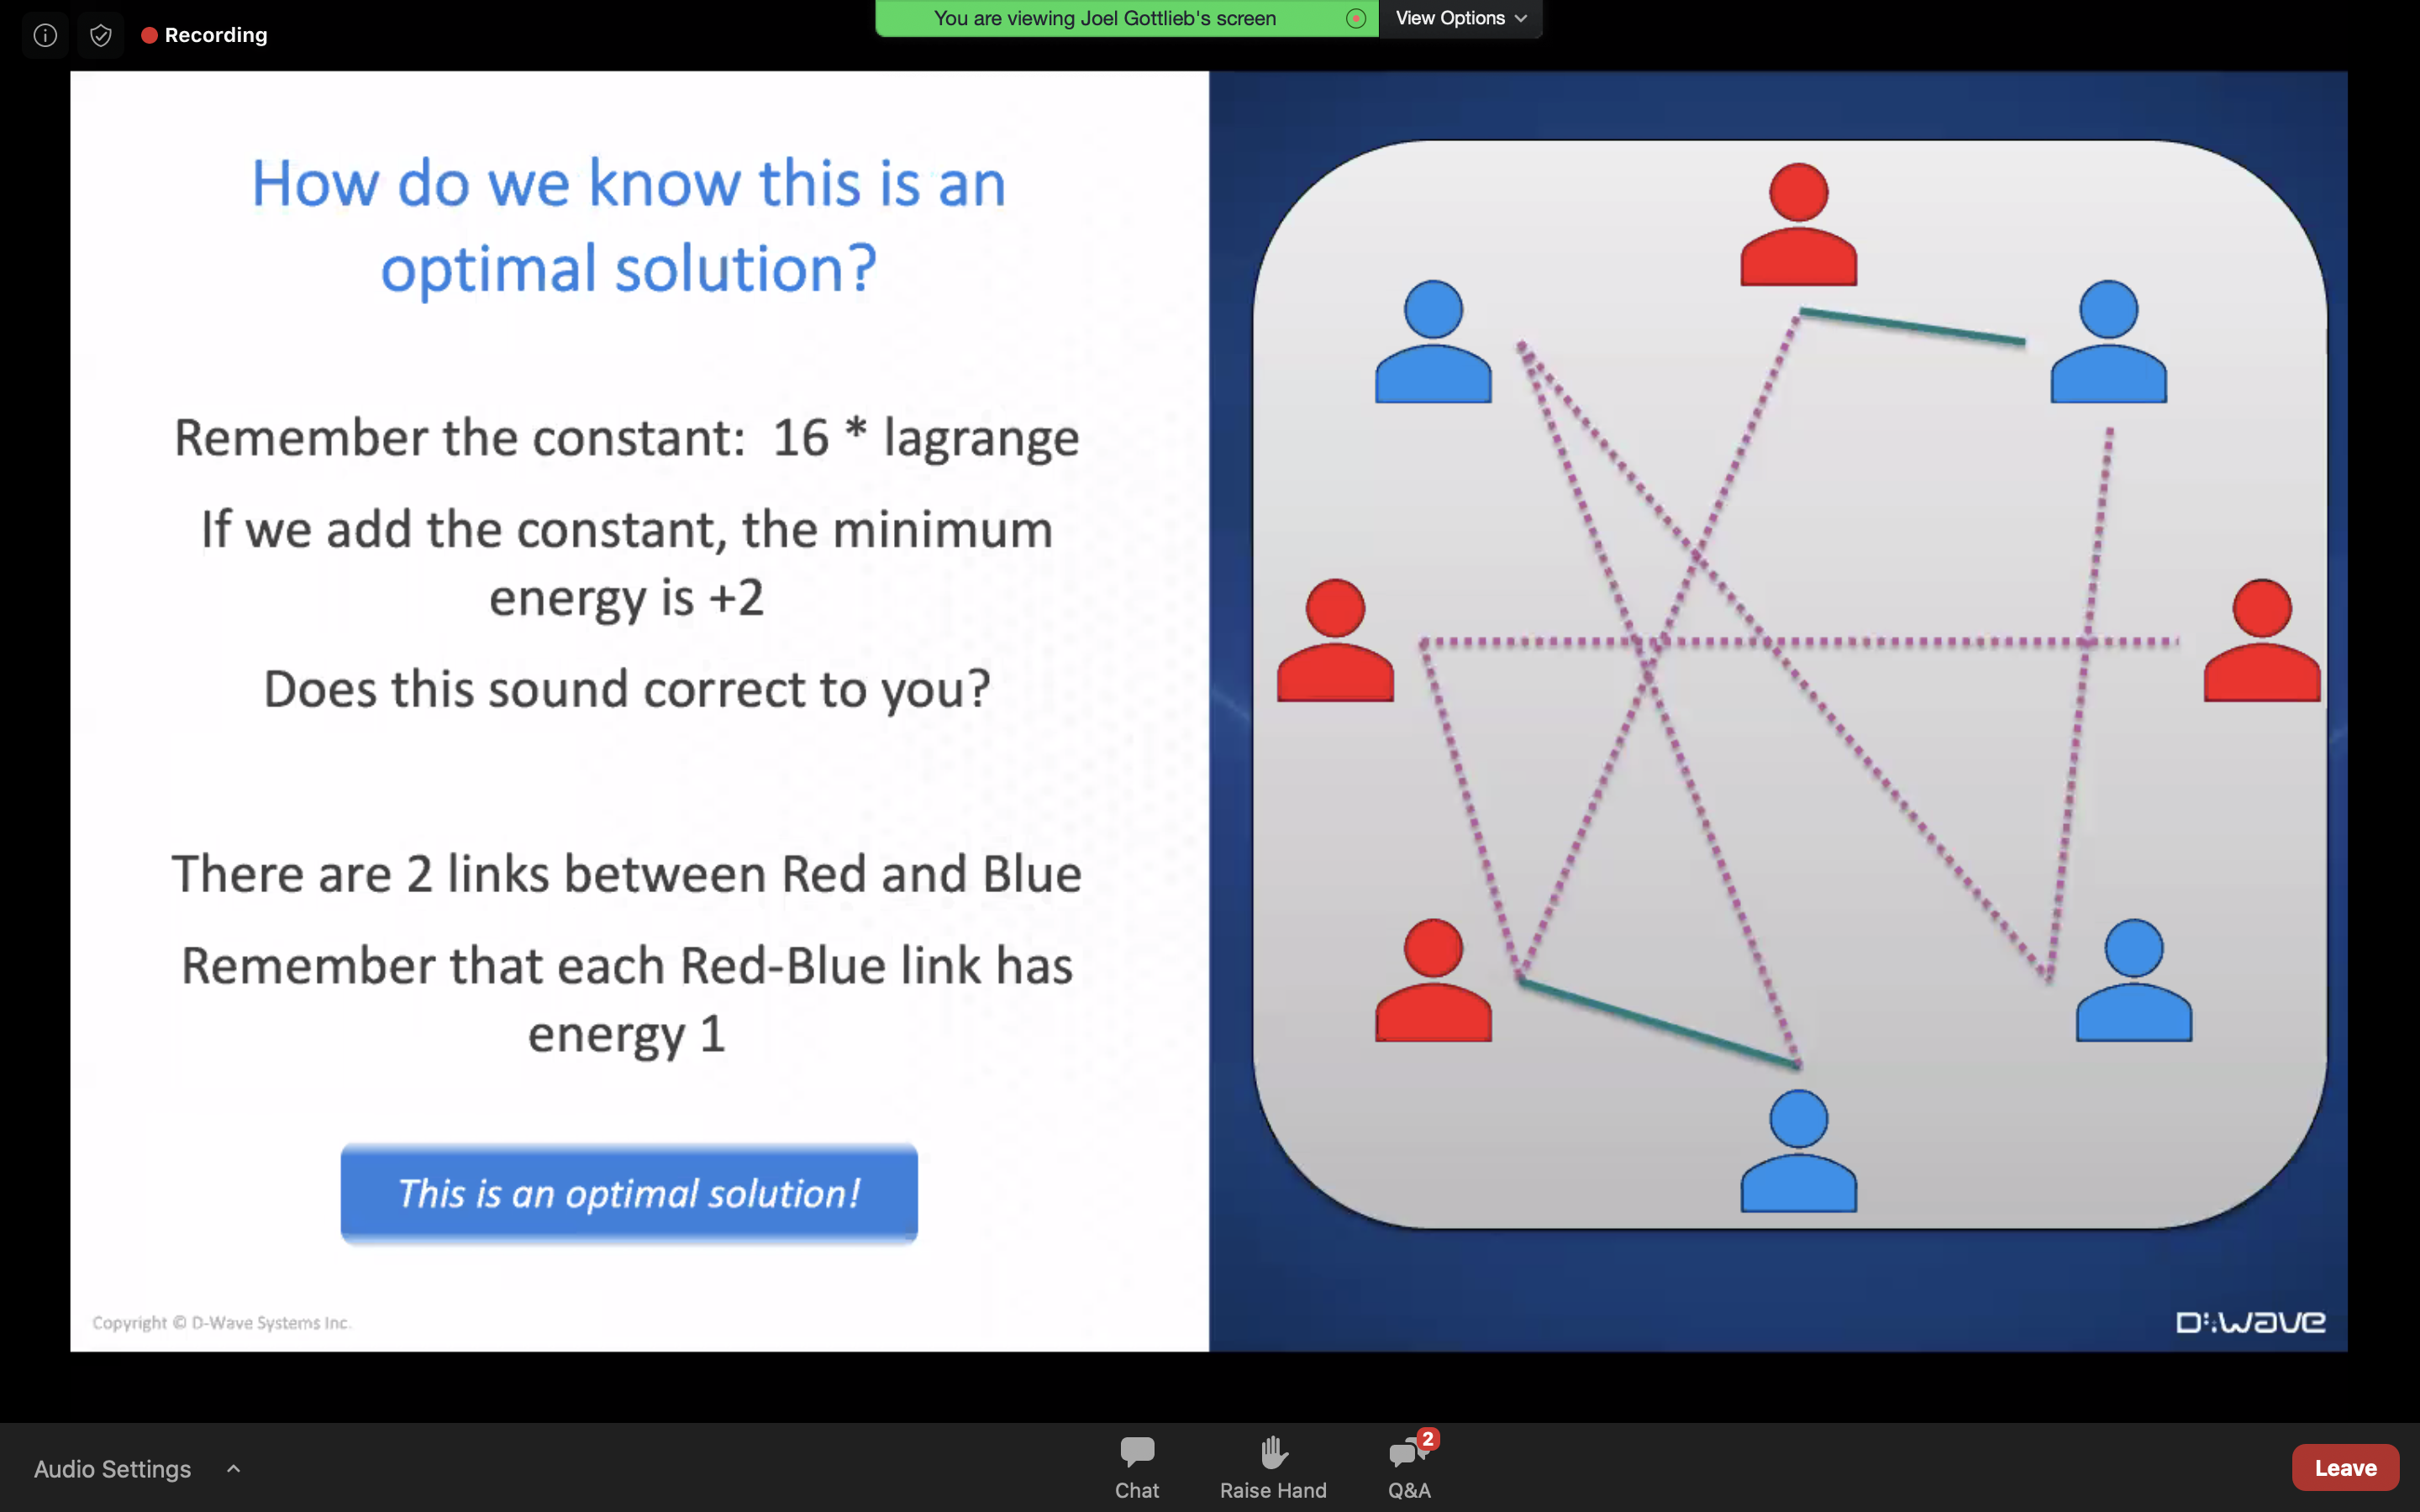 Recording
You are viewing Joel Gottlieb's screen
View Options
How do we know this is an
optimal solution?
Remember the constant: 16 * lagrange
If we add the constant, the minimum
energy is +2
Does this sound correct to you?
There are 2 links between Red and Blue
Remember that each Red-Blue link has
energy 1
This is an optimal solution!
Copyright © D-Wave Systems Inc.
D:wave
Audio Settings
Chat
Raise Hand
2
Q&A
Leave